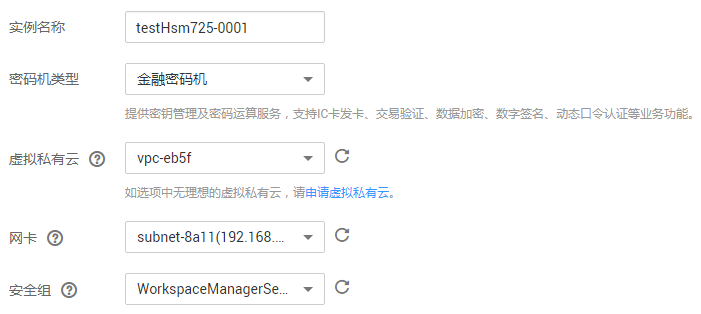 实例名称 testHsm725-0001
密码机类型 金融密码机
提供密钥管理及密码运算服务，支持IC卡发卡、交易验证、数据加密、数字签名、动态口令认证等业务功能。
虚拟私有云 ? vpc-eb5f
如选项中无理想的虚拟私有云，请申请虚拟私有云。
网卡 ? subnet-8a11(192.168....
安全组 ? WorkspaceManagerSe...